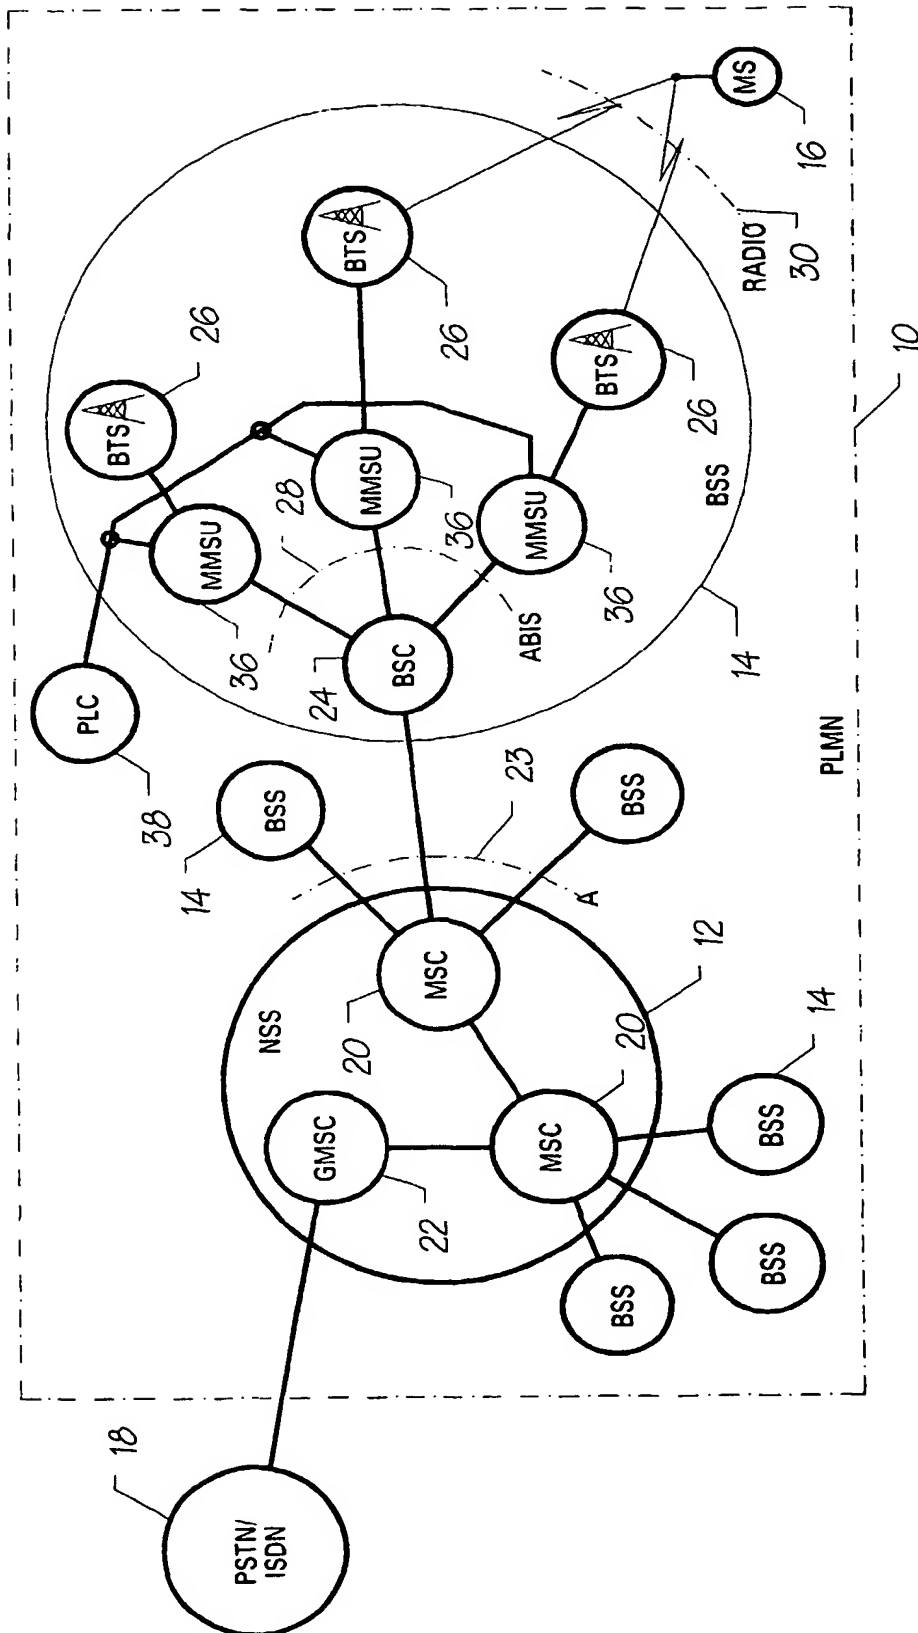 18
PSTN/
ISDN
NSS
GMSC
22
MSC
20
MSC
20
12
BSS
BSS
BSS
14
14
BSS
A
23
BSS
38
PLC
BSC
24
36
MMSU
BTS
26
28
MMSU
36
BTS
26
ABIS
MMSU
36
BTS
26
BSS
14
RADIO
30
MS
16
PLMN
10